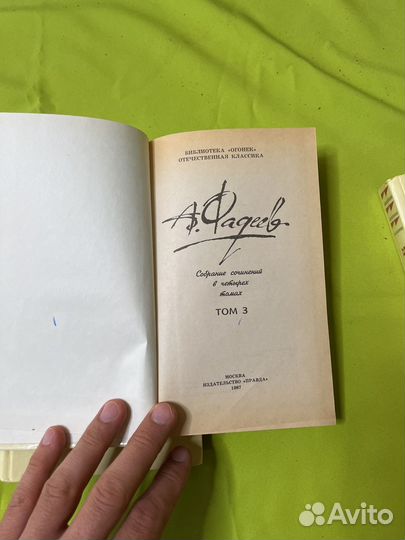 БИБЛИОТЕКА «ОГОНЕК»
ОТЕЧЕСТВЕННАЯ КЛАССИКА
А. Фадеев
Собрание сочинений
в четырех
томах
ТОМ 3
МОСКВА
ИЗДАТЕЛЬСТВО «ПРАВДА»
1987
Avito